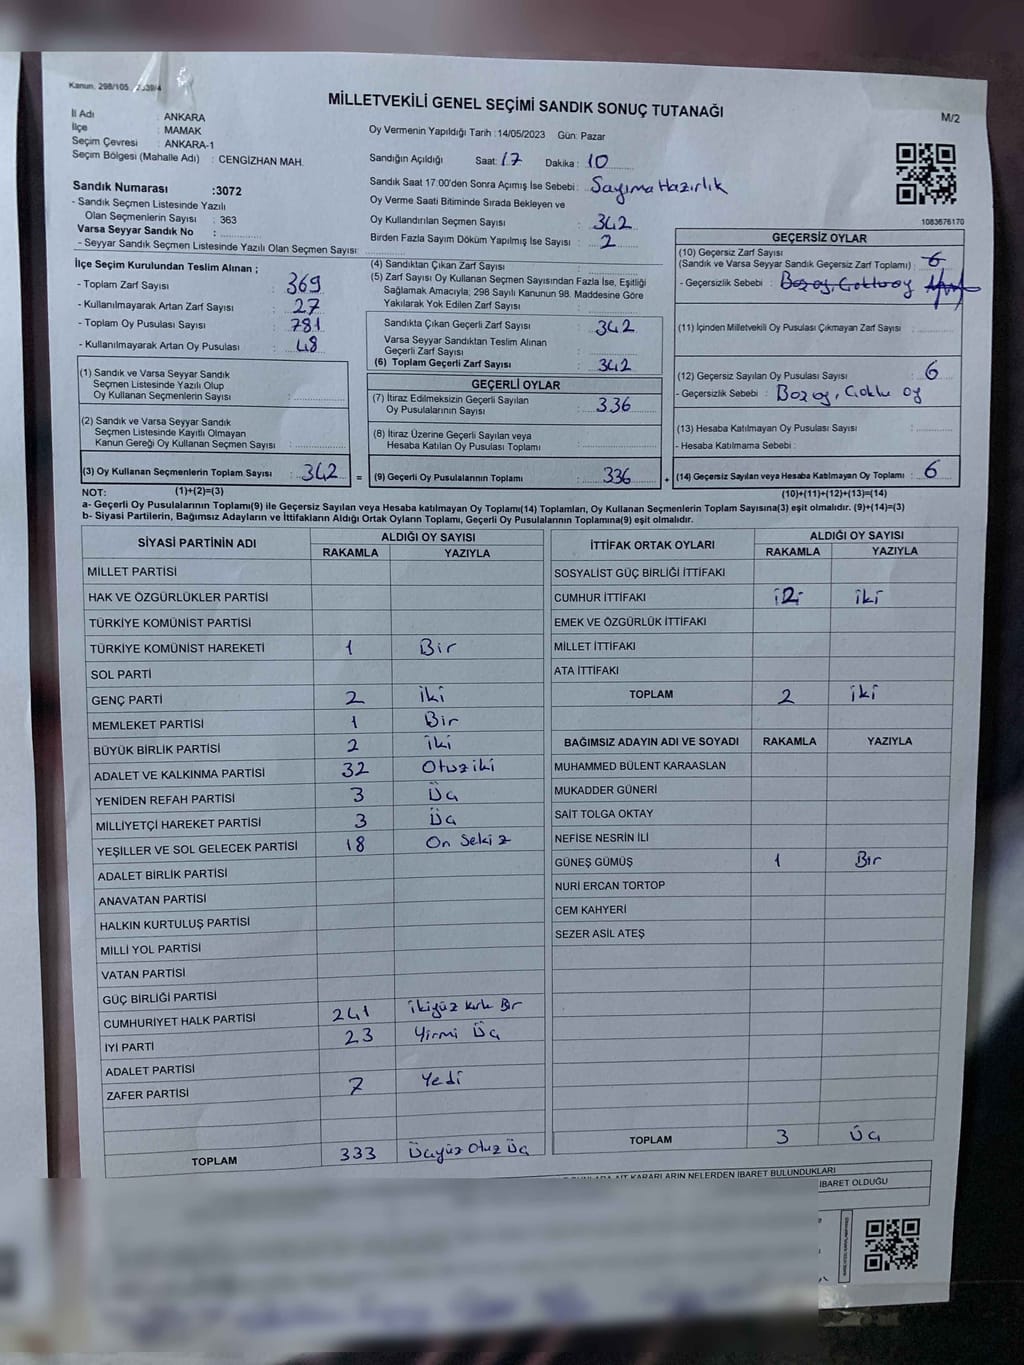 Kanun. 298/105
MİLLETVEKİLİ GENEL SEÇİMİ SANDIK SONUÇ TUTANAĞI
M/2
İl Adı : ANKARA
İlçe : MAMAK
Seçim Çevresi : ANKARA-1
Seçim Bölgesi (Mahalle Adı) : CENGİZHAN MAH.
Oy Vermenin Yapıldığı Tarih :14/05/2023 Gün: Pazar
Sandığın Açıldığı Saat: 17 Dakika : 10
Sandık Saat 17:00'den Sonra Açımış İse Sebebi : Sayıma Hazırlık
Oy Verme Saati Bitiminde Sırada Bekleyen ve
Oy Kullandırılan Seçmen Sayısı : 342
Birden Fazla Sayım Döküm Yapılmış İse Sayısı : 2
1083676170
Sandık Numarası :3072
- Sandık Seçmen Listesinde Yazılı
Olan Seçmenlerin Sayısı : 363
Varsa Seyyar Sandık No :
- Seyyar Sandık Seçmen Listesinde Yazılı Olan Seçmen Sayısı:
İlçe Seçim Kurulundan Teslim Alınan ;
- Toplam Zarf Sayısı : 369
- Kullanılmayarak Artan Zarf Sayısı : 27
- Toplam Oy Pusulası Sayısı : 781
- Kullanılmayarak Artan Oy Pusulası : 48
(4) Sandıktan Çıkan Zarf Sayısı :
(5) Zarf Sayısı Oy Kullanan Seçmen Sayısından Fazla İse, Eşitliği
Sağlamak Amacıyla; 298 Sayılı Kanunun 98. Maddesine Göre
Yakılarak Yok Edilen Zarf Sayısı :
Sandıkta Çıkan Geçerli Zarf Sayısı : 342
Varsa Seyyar Sandıktan Teslim Alınan
Geçerli Zarf Sayısı :
(6) Toplam Geçerli Zarf Sayısı : 342
GEÇERSİZ OYLAR
(10) Geçersiz Zarf Sayısı
(Sandık ve Varsa Seyyar Sandık Geçersiz Zarf Toplamı) : 6
- Geçersizlik Sebebi : Boz oy, Çoklu oy
(11) İçinden Milletvekili Oy Pusulası Çıkmayan Zarf Sayısı :
(12) Geçersiz Sayılan Oy Pusulası Sayısı : 6
- Geçersizlik Sebebi : Boz oy, Çoklu oy
(13) Hesaba Katılmayan Oy Pusulası Sayısı :
- Hesaba Katılmama Sebebi :
(14) Geçersiz Sayılan veya Hesaba Katılmayan Oy Toplamı : 6
(1) Sandık ve Varsa Seyyar Sandık
Seçmen Listesinde Yazılı Olup
Oy Kullanan Seçmenlerin Sayısı :
(2) Sandık ve Varsa Seyyar Sandık
Seçmen Listesinde Kayıtlı Olmayan
Kanun Gereği Oy Kullanan Seçmen Sayısı :
(3) Oy Kullanan Seçmenlerin Toplam Sayısı : 342
GEÇERLİ OYLAR
(7) İtiraz Edilmeksizin Geçerli Sayılan
Oy Pusulalarının Sayısı : 336
(8) İtiraz Üzerine Geçerli Sayılan veya
Hesaba Katılan Oy Pusulası Toplamı :
= (9) Geçerli Oy Pusulalarının Toplamı : 336 +
NOT: (1)+(2)=(3)
(10)+(11)+(12)+(13)=(14)
a- Geçerli Oy Pusulalarının Toplamı(9) ile Geçersiz Sayılan veya Hesaba katılmayan Oy Toplamı(14) Toplamları, Oy Kullanan Seçmenlerin Toplam Sayısına(3) eşit olmalıdır. (9)+(14)=(3)
b- Siyasi Partilerin, Bağımsız Adayların ve İttifakların Aldığı Ortak Oyların Toplamı, Geçerli Oy Pusulalarının Toplamına(9) eşit olmalıdır.
SİYASİ PARTİNİN ADI ALDIĞI OY SAYISI
RAKAMLA YAZIYLA
MİLLET PARTİSİ
HAK VE ÖZGÜRLÜKLER PARTİSİ
TÜRKİYE KOMÜNİST PARTİSİ
TÜRKİYE KOMÜNİST HAREKETİ 1 Bir
SOL PARTİ
GENÇ PARTİ 2 iki
MEMLEKET PARTİSİ 1 Bir
BÜYÜK BİRLİK PARTİSİ 2 iki
ADALET VE KALKINMA PARTİSİ 32 Otuziki
YENİDEN REFAH PARTİSİ 3 Üç
MİLLİYETÇİ HAREKET PARTİSİ 3 Üç
YEŞİLLER VE SOL GELECEK PARTİSİ 18 On Sekiz
ADALET BİRLİK PARTİSİ
ANAVATAN PARTİSİ
HALKIN KURTULUŞ PARTİSİ
MİLLİ YOL PARTİSİ
VATAN PARTİSİ
GÜÇ BİRLİĞİ PARTİSİ
CUMHURİYET HALK PARTİSİ 241 ikiyüz kırk Bir
İYİ PARTİ 23 Yirmi Üç
ADALET PARTİSİ
ZAFER PARTİSİ 7 Yedi
TOPLAM 333 Üçyüz Otuz Üç
İTTİFAK ORTAK OYLARI ALDIĞI OY SAYISI
RAKAMLA YAZIYLA
SOSYALİST GÜÇ BİRLİĞİ İTTİFAKI
CUMHUR İTTİFAKI 2 iki
EMEK VE ÖZGÜRLÜK İTTİFAKI
MİLLET İTTİFAKI
ATA İTTİFAKI
TOPLAM 2 iki
BAĞIMSIZ ADAYIN ADI VE SOYADI RAKAMLA YAZIYLA
MUHAMMED BÜLENT KARAASLAN
MUKADDER GÜNERİ
SAİT TOLGA OKTAY
NEFİSE NESRİN İLİ
GÜNEŞ GÜMÜŞ 1 Bir
NURİ ERCAN TORTOP
CEM KAHYERİ
SEZER ASİL ATEŞ
TOPLAM 3 Üç
AİT KARARLARIN NELERDEN İBARET BULUNDUKLARI
İBARET OLDUĞU